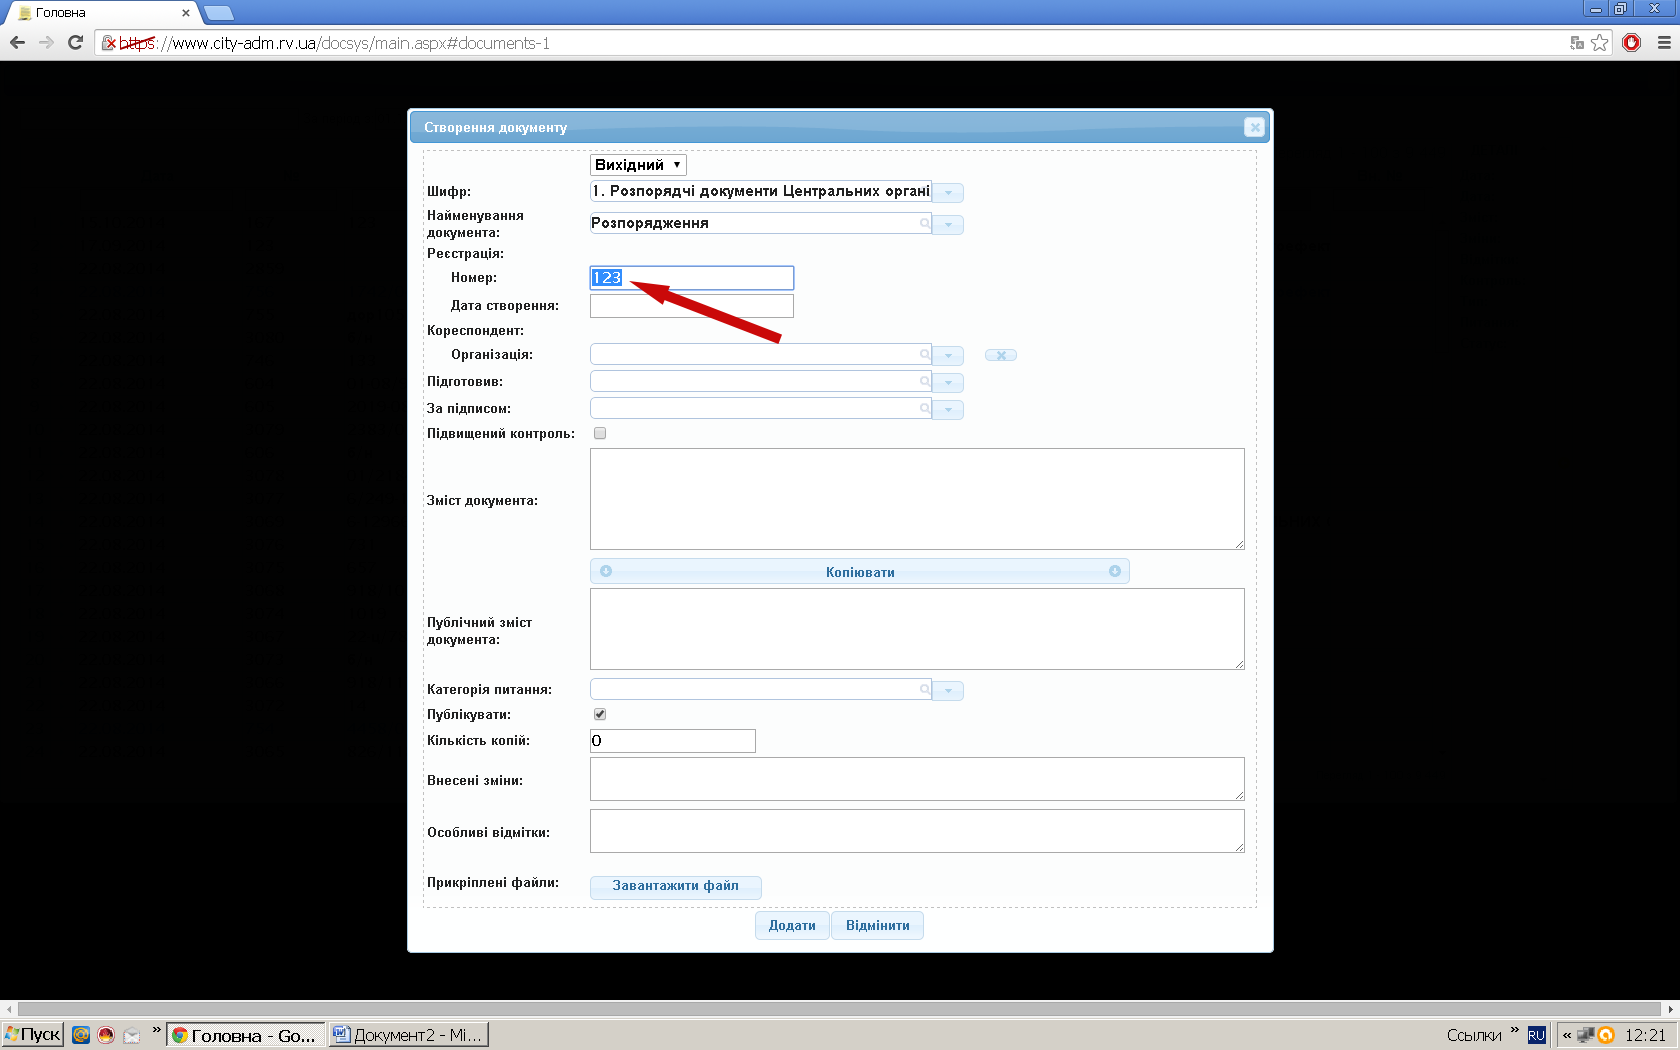 Головна
https://www.city-adm.rv.ua/docsys/main.aspx#documents-1
Створення документу
Вихідний
Шифр: 1. Розпорядчі документи Центральних органі
Найменування документа: Розпорядження
Реєстрація:
Номер: 123
Дата створення:
Кореспондент:
Організація:
Підготовив:
За підписом:
Підвищений контроль:
Зміст документа:
Копіювати
Публічний зміст
документа:
Категорія питання:
Публікувати:
Кількість копій: 0
Внесені зміни:
Особливі відмітки:
Прикріплені файли: Завантажити файл
Додати Відмінити
Пуск » Головна - Go... Документ2 - Mi... Ссылки » RU « 12:21